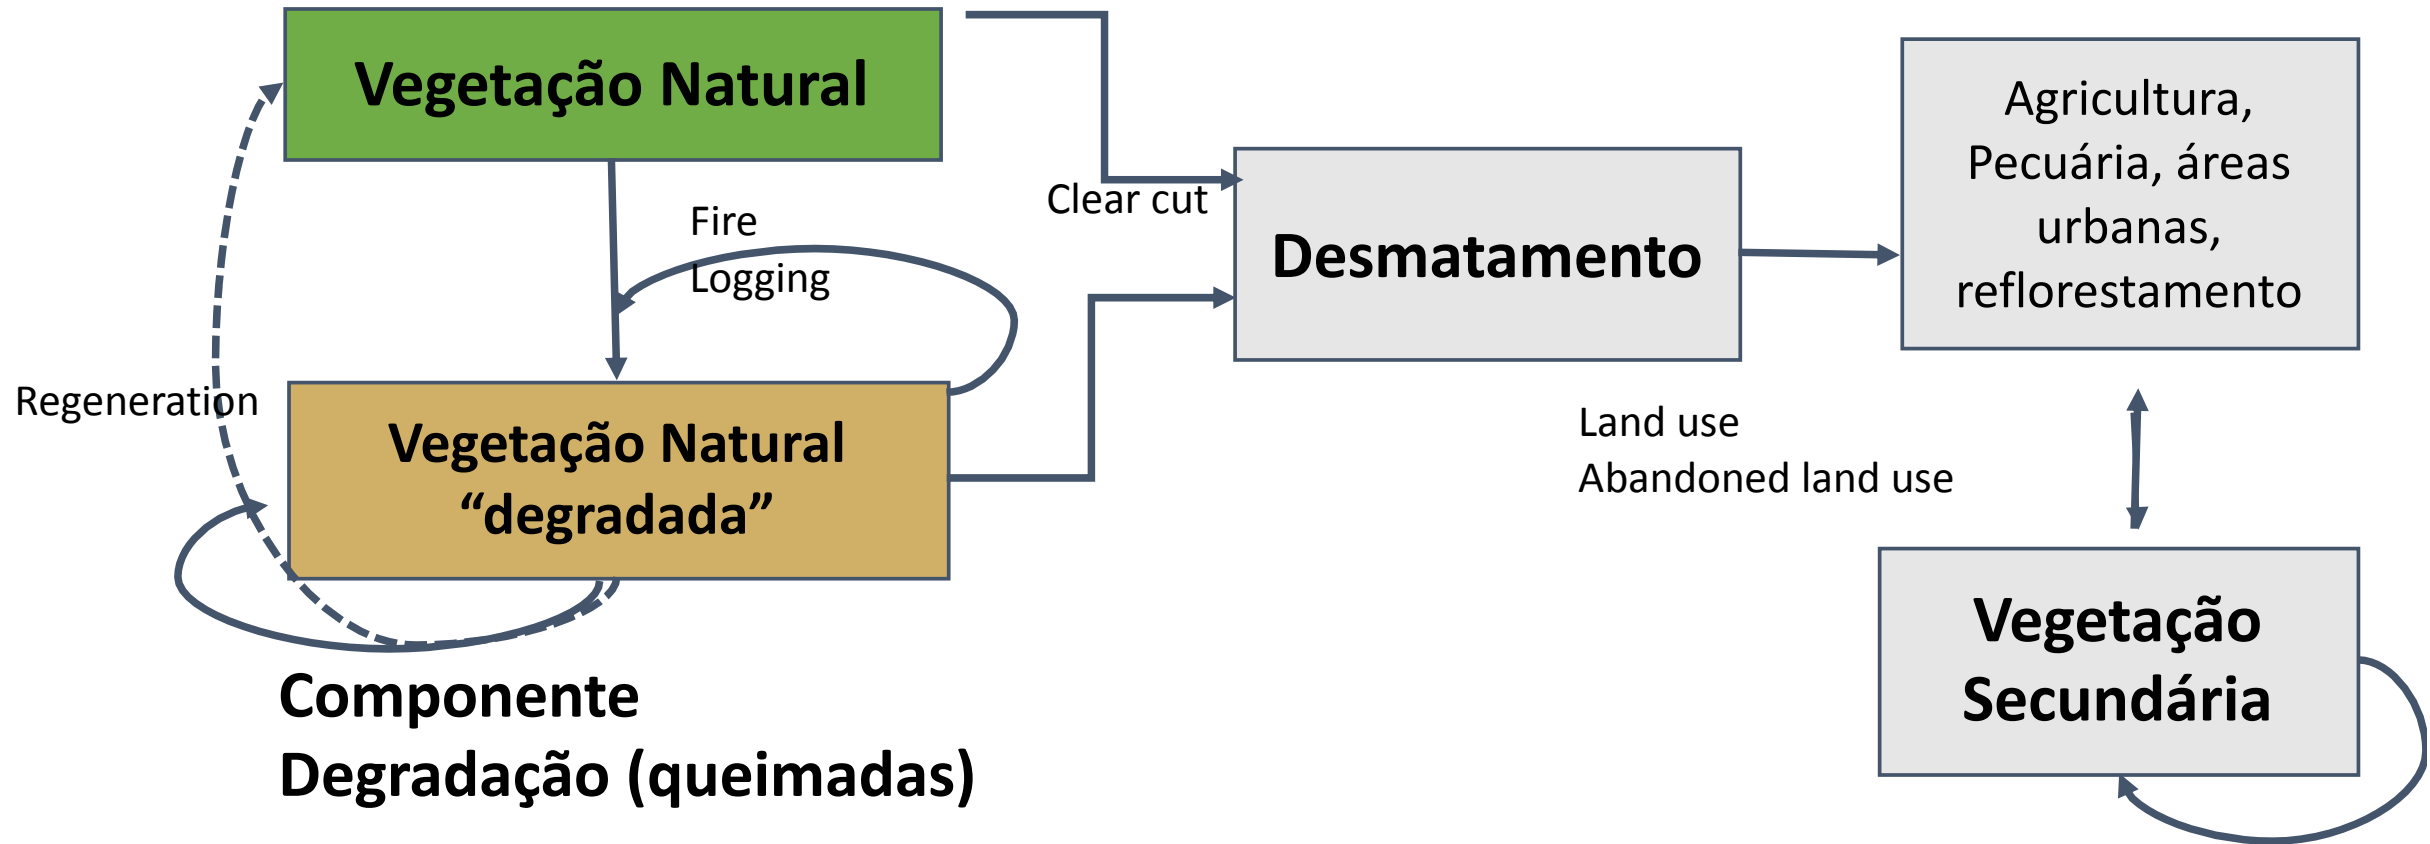 Vegetação Natural
Fire
Logging
Clear cut
Regeneration
Vegetação Natural
“degradada”
Componente
Degradação (queimadas)
Desmatamento
Agricultura,
Pecuária, áreas
urbanas,
reflorestamento
Land use
Abandoned land use
Vegetação
Secundária